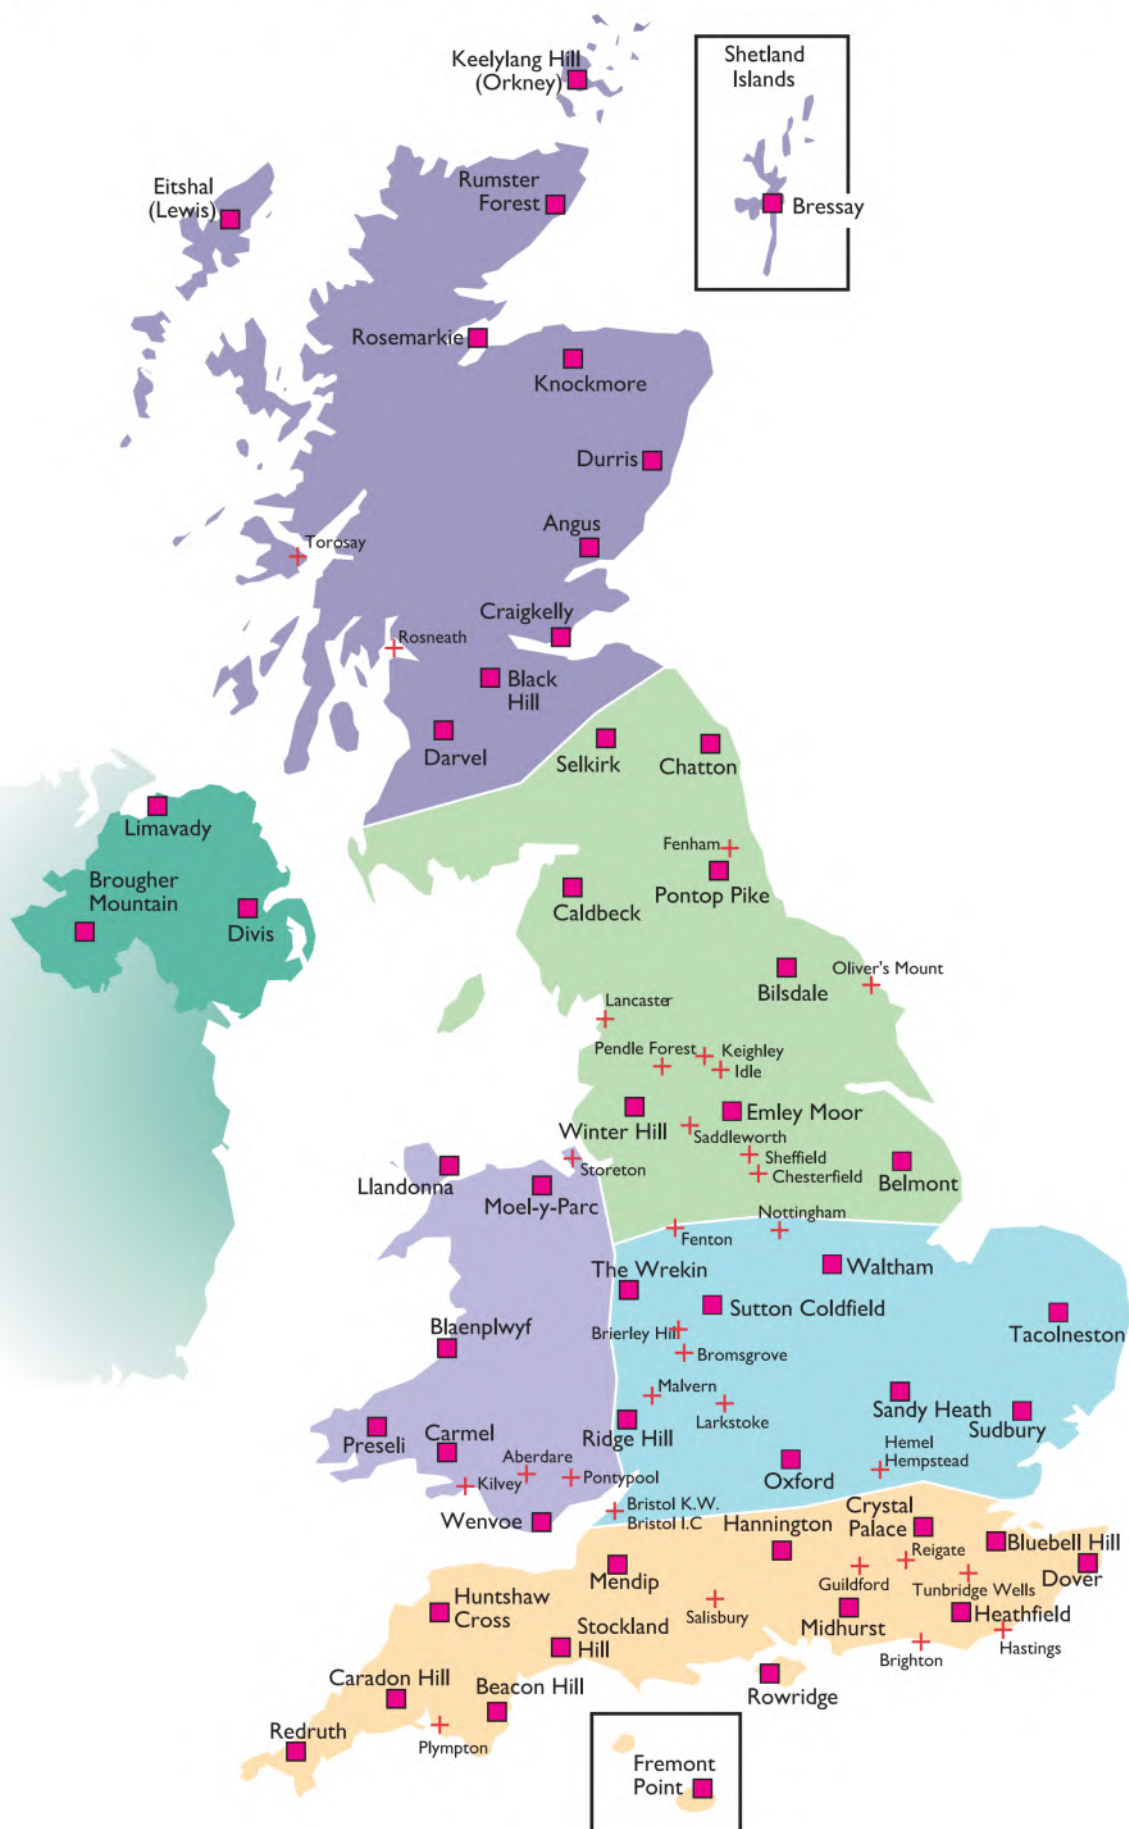 Keelylang Hill
(Orkney)
Shetland
Islands
Bressay
Eitshal
(Lewis)
Rumster
Forest
Rosemarkie
Knockmore
Durris
Angus
Torosay
Craigkelly
Rosneath
Black
Hill
Darvel
Selkirk
Chatton
Limavady
Fenham
Pontop Pike
Brougher
Mountain
Divis
Caldbeck
Bilsdale
Oliver's Mount
Lancaster
Pendle Forest
Keighley
Idle
Winter Hill
Emley Moor
Saddleworth
Sheffield
Chesterfield
Belmont
Storeton
Llandonna
Moel-y-Parc
Nottingham
Fenton
The Wrekin
Waltham
Sutton Coldfield
Tacolneston
Blaenplwyf
Brierley Hill
Bromsgrove
Malvern
Larkstoke
Sandy Heath
Sudbury
Preseli
Carmel
Ridge Hill
Aberdare
Kilvey
Pontypool
Oxford
Hemel
Hempstead
Wenvoe
Bristol K.W.
Bristol I.C
Hannington
Crystal
Palace
Bluebell Hill
Reigate
Dover
Mendip
Guildford
Tunbridge Wells
Huntshaw
Cross
Salisbury
Midhurst
Heathfield
Stockland
Hill
Brighton
Hastings
Caradon Hill
Beacon Hill
Rowridge
Redruth
Plympton
Fremont
Point